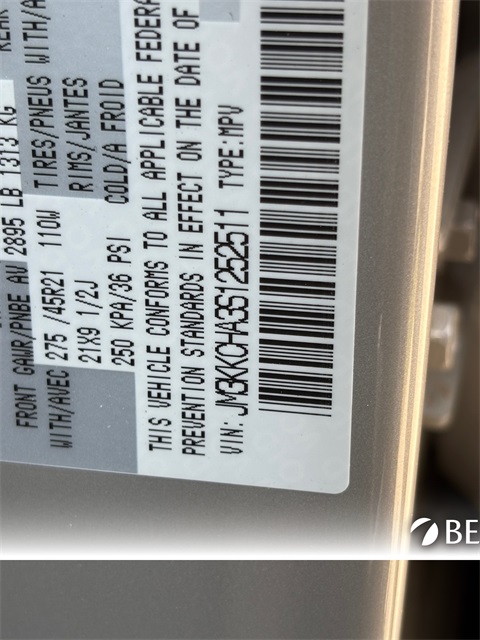 FRONT GAWR/PNBE AV 2895 LB 1313 KG REAR
WITH/AVEC 275 /45R21 110W TIRES/PNEUS WITH/A
21X9 1/2J RIMS/JANTES
250 KPA/36 PSI COLD/A FROID
THIS VEHICLE CONFORMS TO ALL APPLICABLE FEDERA
PREVENTION STANDARDS IN EFFECT ON THE DATE OF
VIN: JM3KKCHA3S1252511 TYPE:MPV
BE